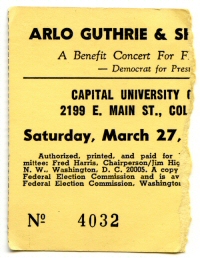 ARLO GUTHRIE & SH
A Benefit Concert For F
— Democrat for Pres
CAPITAL UNIVERSITY
2199 E. MAIN ST., COL
Saturday, March 27,
Authorized, printed, and paid for
mittee: Fred Harris, Chairperson/Jim Hig
N. W., Washington, D. C. 20005. A copy
Federal Election Commission and is av
Federal Election Commission, Washington
Nº 4032